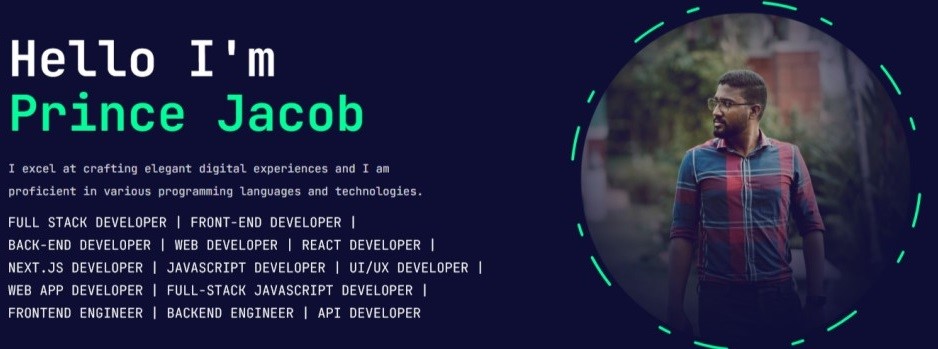 Hello I'm
Prince Jacob
I excel at crafting elegant digital experiences and I am
proficient in various programming languages and technologies.
FULL STACK DEVELOPER | FRONT-END DEVELOPER |
BACK-END DEVELOPER | WEB DEVELOPER | REACT DEVELOPER |
NEXT.JS DEVELOPER | JAVASCRIPT DEVELOPER | UI/UX DEVELOPER |
WEB APP DEVELOPER | FULL-STACK JAVASCRIPT DEVELOPER |
FRONTEND ENGINEER | BACKEND ENGINEER | API DEVELOPER